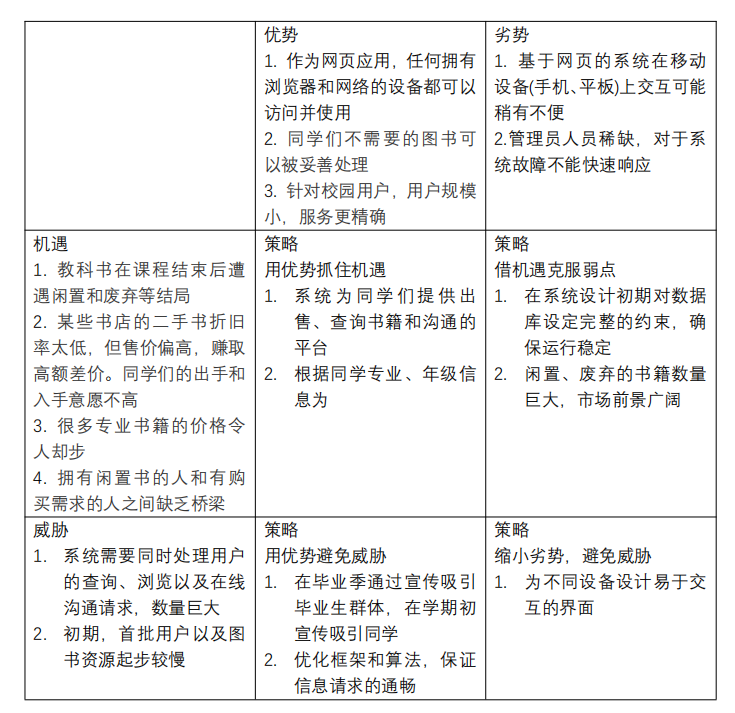 优势
1. 作为网页应用，任何拥有
浏览器和网络的设备都可以
访问并使用
2. 同学们不需要的图书可
以被妥善处理
3. 针对校园用户，用户规模
小，服务更精确
劣势
1. 基于网页的系统在移动
设备(手机、平板)上交互可能
稍有不便
2.管理员人员稀缺，对于系
统故障不能快速响应
机遇
1. 教科书在课程结束后遭
遇闲置和废弃等结局
2. 某些书店的二手书折旧
率太低，但售价偏高，赚取
高额差价。同学们的出手和
入手意愿不高
3. 很多专业书籍的价格令
人却步
4. 拥有闲置书的人和有购
买需求的人之间缺乏桥梁
策略
用优势抓住机遇
1. 系统为同学们提供出
售、查询书籍和沟通的
平台
2. 根据同学专业、年级信
息为
策略
借机遇克服弱点
1. 在系统设计初期对数据
库设定完整的约束，确
保运行稳定
2. 闲置、废弃的书籍数量
巨大，市场前景广阔
威胁
1. 系统需要同时处理用户
的查询、浏览以及在线
沟通请求，数量巨大
2. 初期，首批用户以及图
书资源起步较慢
策略
用优势避免威胁
1. 在毕业季通过宣传吸引
毕业生群体，在学期初
宣传吸引同学
2. 优化框架和算法，保证
信息请求的通畅
策略
缩小劣势，避免威胁
1. 为不同设备设计易于交
互的界面